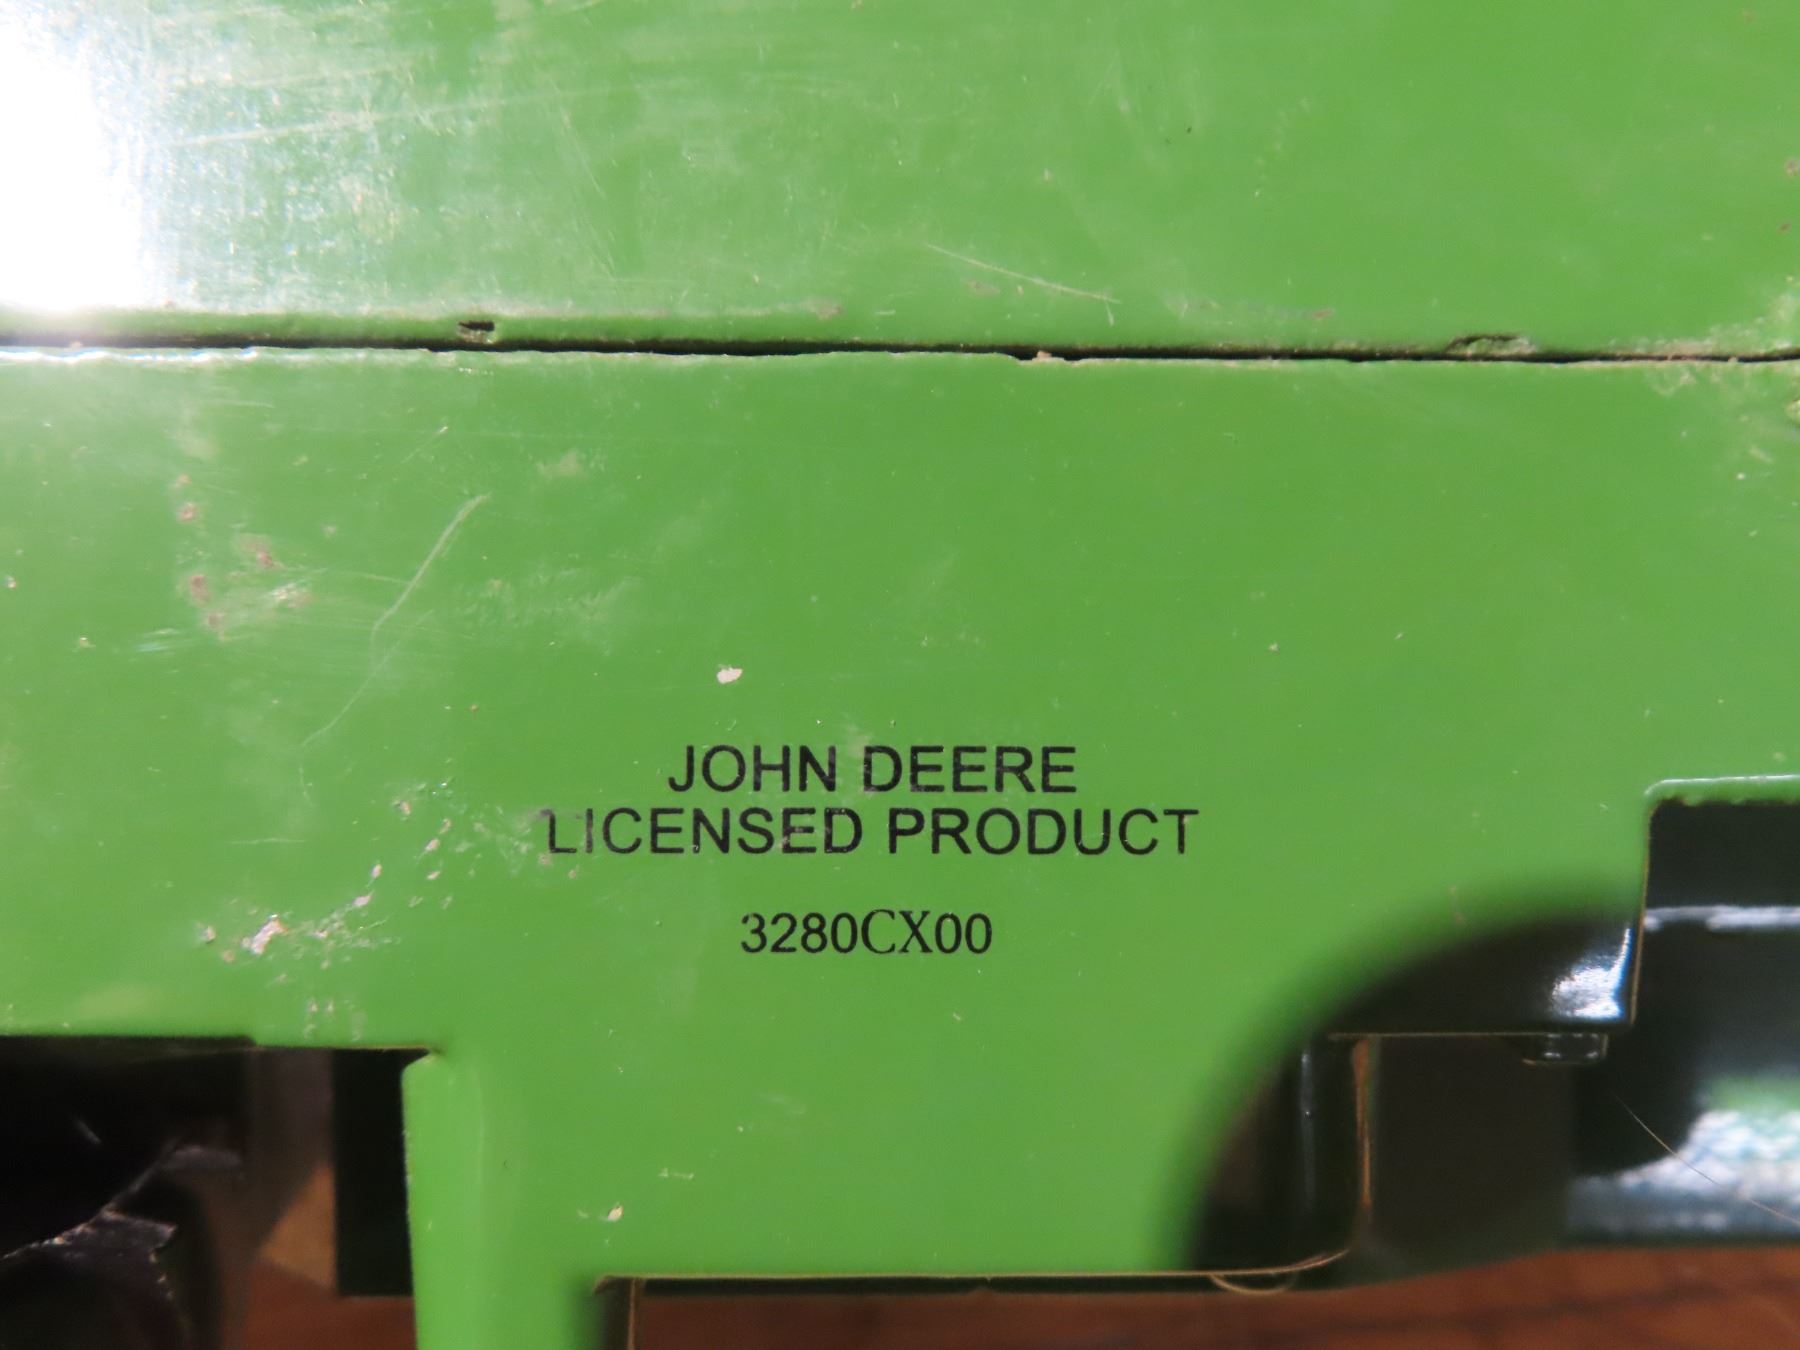 JOHN DEERE
LICENSED PRODUCT
3280CX00